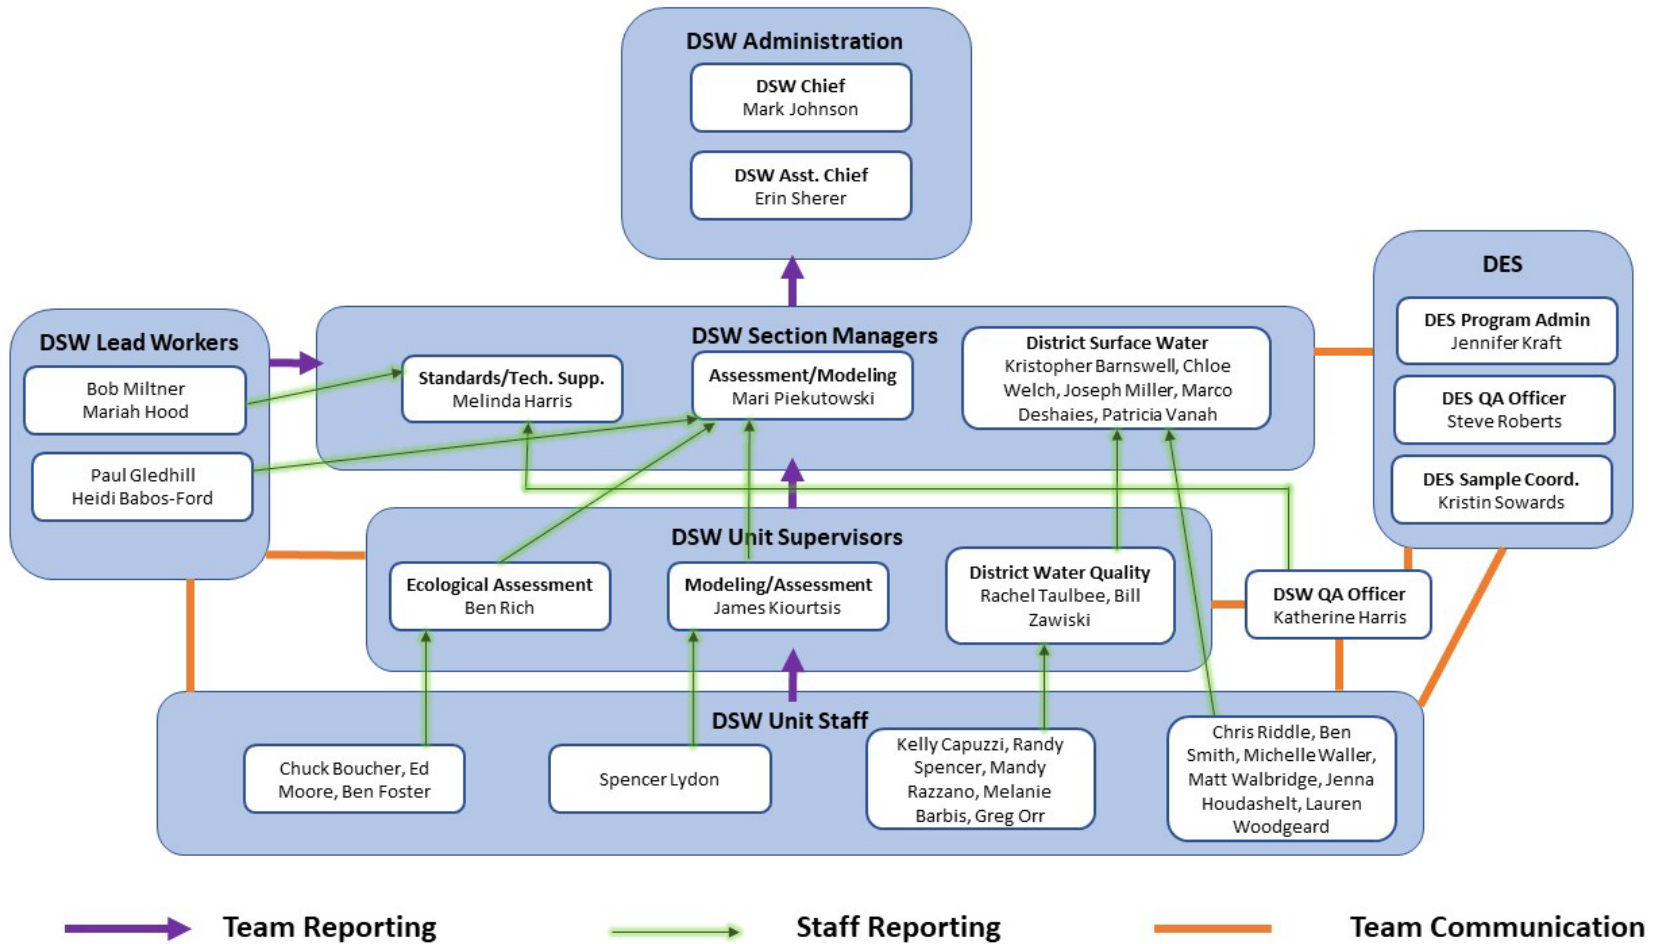 DSW Administration
DSW Chief
Mark Johnson
DSW Asst. Chief
Erin Sherer
DES
DES Program Admin
Jennifer Kraft
DES QA Officer
Steve Roberts
DES Sample Coord.
Kristin Sowards
DSW Lead Workers
Bob Miltner
Mariah Hood
Paul Gledhill
Heidi Babos-Ford
DSW Section Managers
Standards/Tech. Supp.
Melinda Harris
Assessment/Modeling
Mari Piekutowski
District Surface Water
Kristopher Barnswell, Chloe
Welch, Joseph Miller, Marco
Deshaies, Patricia Vanah
DSW Unit Supervisors
Ecological Assessment
Ben Rich
Modeling/Assessment
James Kiourtsis
District Water Quality
Rachel Taulbee, Bill
Zawiski
DSW QA Officer
Katherine Harris
DSW Unit Staff
Chuck Boucher, Ed
Moore, Ben Foster
Spencer Lydon
Kelly Capuzzi, Randy
Spencer, Mandy
Razzano, Melanie
Barbis, Greg Orr
Chris Riddle, Ben
Smith, Michelle Waller,
Matt Walbridge, Jenna
Houdashelt, Lauren
Woodgeard
Team Reporting
Staff Reporting
Team Communication